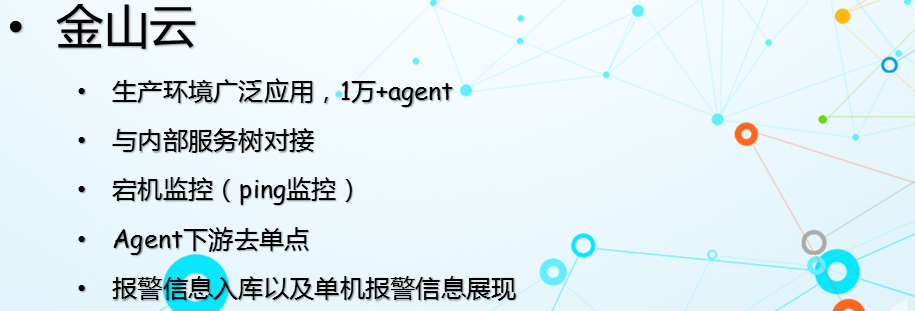 • 金山云
• 生产环境广泛应用，1万+agent
• 与内部服务树对接
• 宕机监控（ping监控）
• Agent下游去单点
• 报警信息入库以及单机报警信息展现